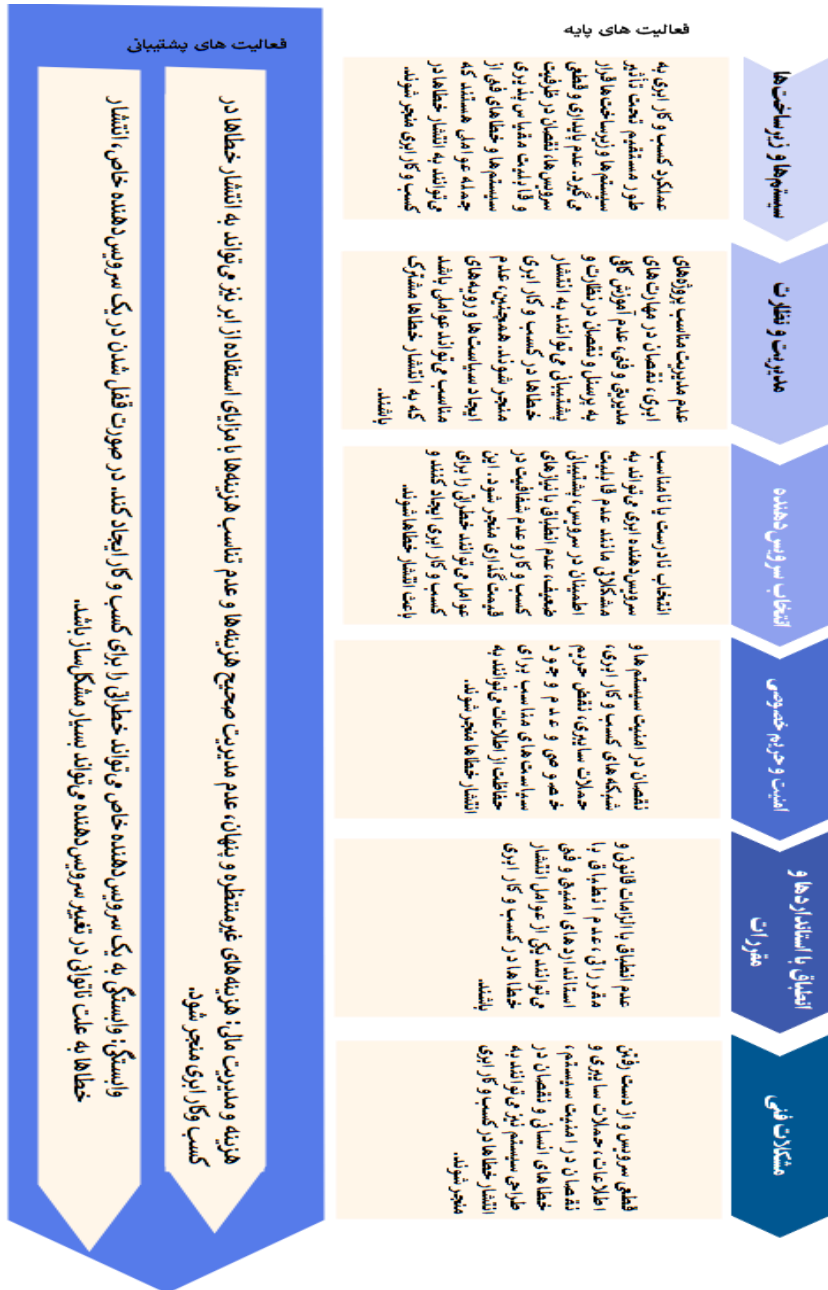 فعالیت های پایه
سیستم‌ها و زیرساخت‌ها
عملکرد کسب و کار ابری به
طور مستقیم تحت تأثیر
سیستم‌ها و زیرساخت‌ها قرار
می گیرد. عدم پایداری و قطعی
سرویس‌ها، نقصان در ظرفیت
و قابلیت مقیاس پذیری
سیستم‌ها و خطاهای فنی از
جمله عواملی هستند که
می‌توانند به انتشار خطاها در
کسب و کار ابری منجر شوند.
مدیریت و نظارت
عدم مدیریت مناسب پروژه‌های
ابری، نقصان در مهارت‌های
مدیریتی و فنی، عدم آموزش کافی
به پرسنل و نقصان در نظارت و
پشتیبانی می‌توانند به انتشار
خطاها در کسب و کار ابری
منجر شوند. همچنین، عدم
ایجاد سیاست‌ها و رویه‌های
مناسب می‌تواند عواملی باشد
که به انتشار خطاها مشترک
باشند.
انتخاب سرویس‌دهنده
انتخاب نادرست یا نامناسب
سرویس‌دهنده ابری می‌تواند به
مشکلاتی مانند عدم قابلیت
اطمینان در سرویس، پشتیبانی
ضعیف، عدم انطباق با نیازهای
کسب و کار و عدم شفافیت در
قیمت گذاری منجر شود. این
عوامل می‌توانند خطراتی را برای
کسب و کار ابری ایجاد کنند و
باعث انتشار خطاها شوند.
امنیت و حریم خصوصی
نقصان در امنیت سیستم ها و
شبکه‌های کسب و کار ابری،
حملات سایبری، نقض حریم
خصوصی و عدم وجود
سیاست‌های مناسب برای
حفاظت از اطلاعات می‌توانند به
انتشار خطاها منجر شوند.
انطباق با استانداردها و
مقررات
عدم انطباق با الزامات قانونی و
مقرراتی، عدم انطباق با
استانداردهای امنیتی و فنی
می‌توانند یکی از عوامل انتشار
خطاها در کسب و کار ابری
باشند.
مشکلات فنی
قطعی سرویس و از دست رفتن
اطلاعات، حملات سایبری و
نقصان در امنیت سیستم،
خطاهای انسانی و نقصان در
طراحی سیستم نیز می‌توانند به
انتشار خطاها در کسب و کار ابری
منجر شوند.
فعالیت های پشتیبانی
هزینه و مدیریت مالی: هزینه‌های غیرمنتظره و پنهان، عدم مدیریت صحیح هزینه‌ها و عدم تناسب هزینه‌ها با مزایای استفاده از ابر نیز می‌تواند به انتشار خطاها در
کسب وکار ابری منجر شود.
وابستگی: وابستگی به یک سرویس‌دهنده خاص می‌تواند خطراتی را برای کسب و کار ایجاد کند. در صورت قفل شدن در یک سرویس‌دهنده خاص، انتشار
خطاها به علت ناتوانی در تغییر سرویس‌دهنده می‌تواند بسیار مشکل‌ساز باشد.